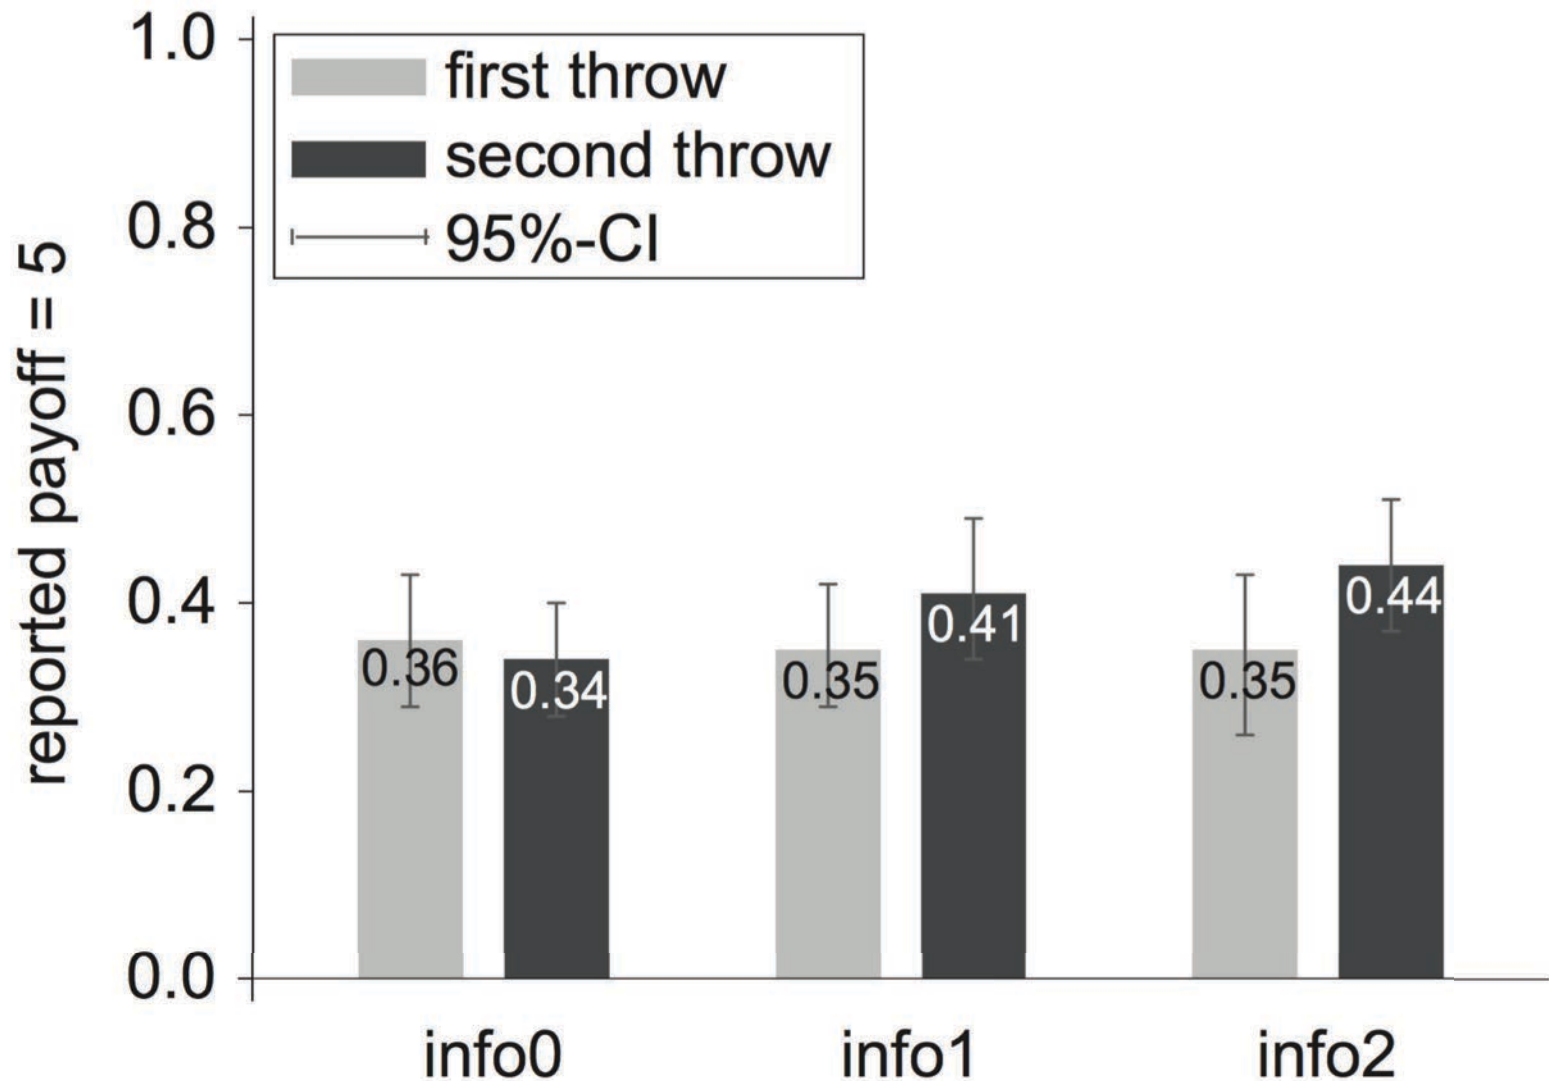 reported payoff = 5
1.0
0.8
0.6
0.4
0.2
0.0
first throw
second throw
95%-CI
0.36
0.34
0.35
0.41
0.35
0.44
info0
info1
info2